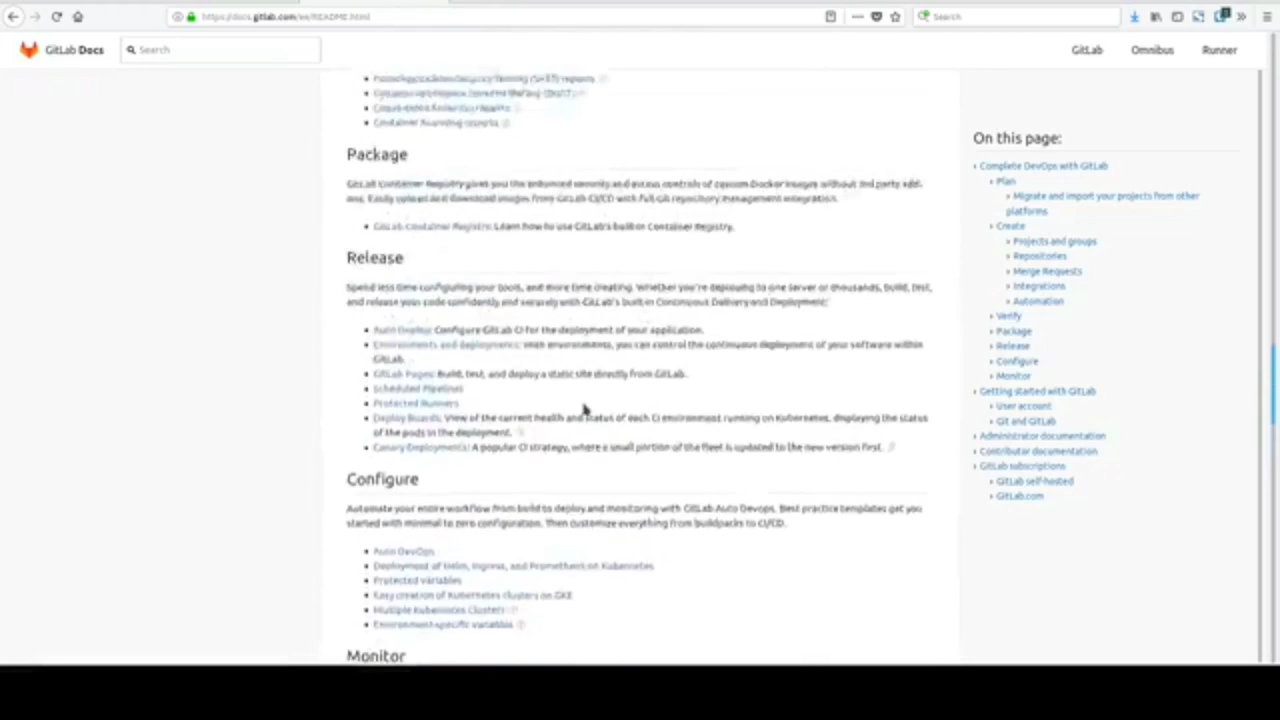 https://docs.gitlab.com/ee/README.html
Search
GitLab Docs
Search
GitLab
Omnibus
Runner
Container Scanning reports
Package
GitLab Container Registry gives you the enhanced security and access controls of custom Docker images without 3rd party add-
ons. Easily upload and download images from GitLab CI/CD with full Git repository management integration.
GitLab Container Registry: Learn how to use GitLab's built-in Container Registry.
Release
Spend less time configuring your tools, and more time creating. Whether you're deploying to one server or thousands, build, test,
and release your code confidently and securely with GitLab's built-in Continuous Delivery and Deployment:
Auto Deploy: Configure GitLab CI for the deployment of your application.
Environments and deployments: With environments, you can control the continuous deployment of your software within
GitLab.
GitLab Pages: Build, test, and deploy a static site directly from GitLab.
Scheduled Pipelines
Protected Runners
Deploy Boards: View of the current health and status of each CI environment running on Kubernetes, displaying the status
of the pods in the deployment.
Canary Deployments: A popular CI strategy, where a small portion of the fleet is updated to the new version first.
Configure
Automate your entire workflow from build to deploy and monitoring with GitLab Auto Devops. Best practice templates get you
started with minimal to zero configuration. Then customize everything from buildpacks to CI/CD.
Auto DevOps
Deployment of Helm, Ingress, and Prometheus on Kubernetes
Protected variables
Easy creation of Kubernetes clusters on GKE
Multiple Kubernetes Clusters
Environment-specific variables
Monitor
On this page:
Complete DevOps with GitLab
Plan
Migrate and import your projects from other
platforms
Create
Projects and groups
Repositories
Merge Requests
Integrations
Automation
Verify
Package
Release
Configure
Monitor
Getting started with GitLab
User account
Git and GitLab
Administrator documentation
Contributor documentation
GitLab subscriptions
GitLab self-hosted
GitLab.com